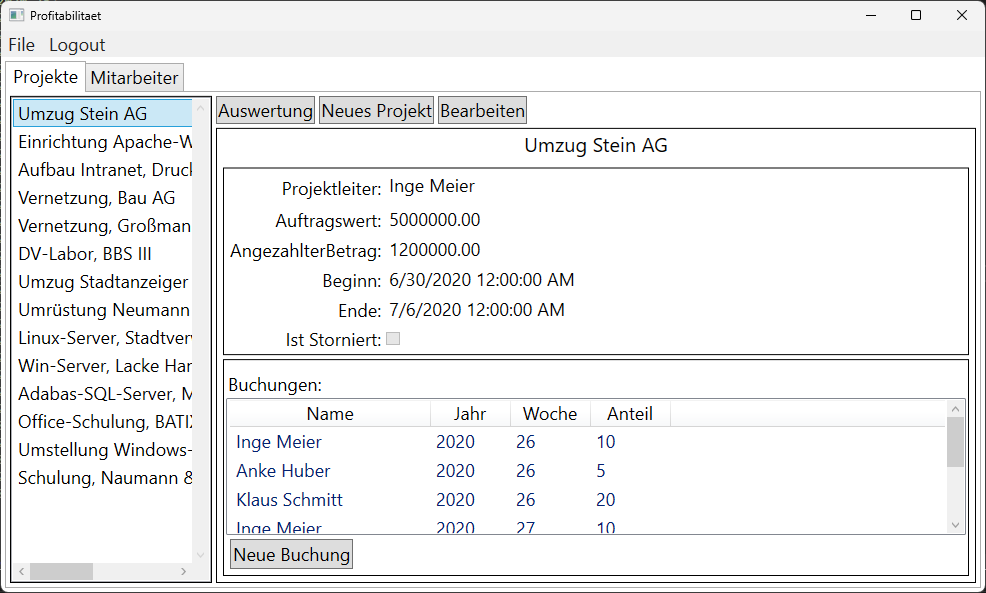 Profitabilitaet
File Logout
Projekte Mitarbeiter
Umzug Stein AG
Einrichtung Apache-W
Aufbau Intranet, Druck
Vernetzung, Bau AG
Vernetzung, Großman
DV-Labor, BBS III
Umzug Stadtanzeiger
Umrüstung Neumann
Linux-Server, Stadtver
Win-Server, Lacke Har
Adabas-SQL-Server, M
Office-Schulung, BATI
Umstellung Windows-
Schulung, Naumann &
Auswertung Neues Projekt Bearbeiten
Umzug Stein AG
Projektleiter: Inge Meier
Auftragswert: 5000000.00
AngezahlterBetrag: 1200000.00
Beginn: 6/30/2020 12:00:00 AM
Ende: 7/6/2020 12:00:00 AM
Ist Storniert:
Buchungen:
Name Jahr Woche Anteil
Inge Meier 2020 26 10
Anke Huber 2020 26 5
Klaus Schmitt 2020 26 20
Inge Meier 2020 27 10
Neue Buchung